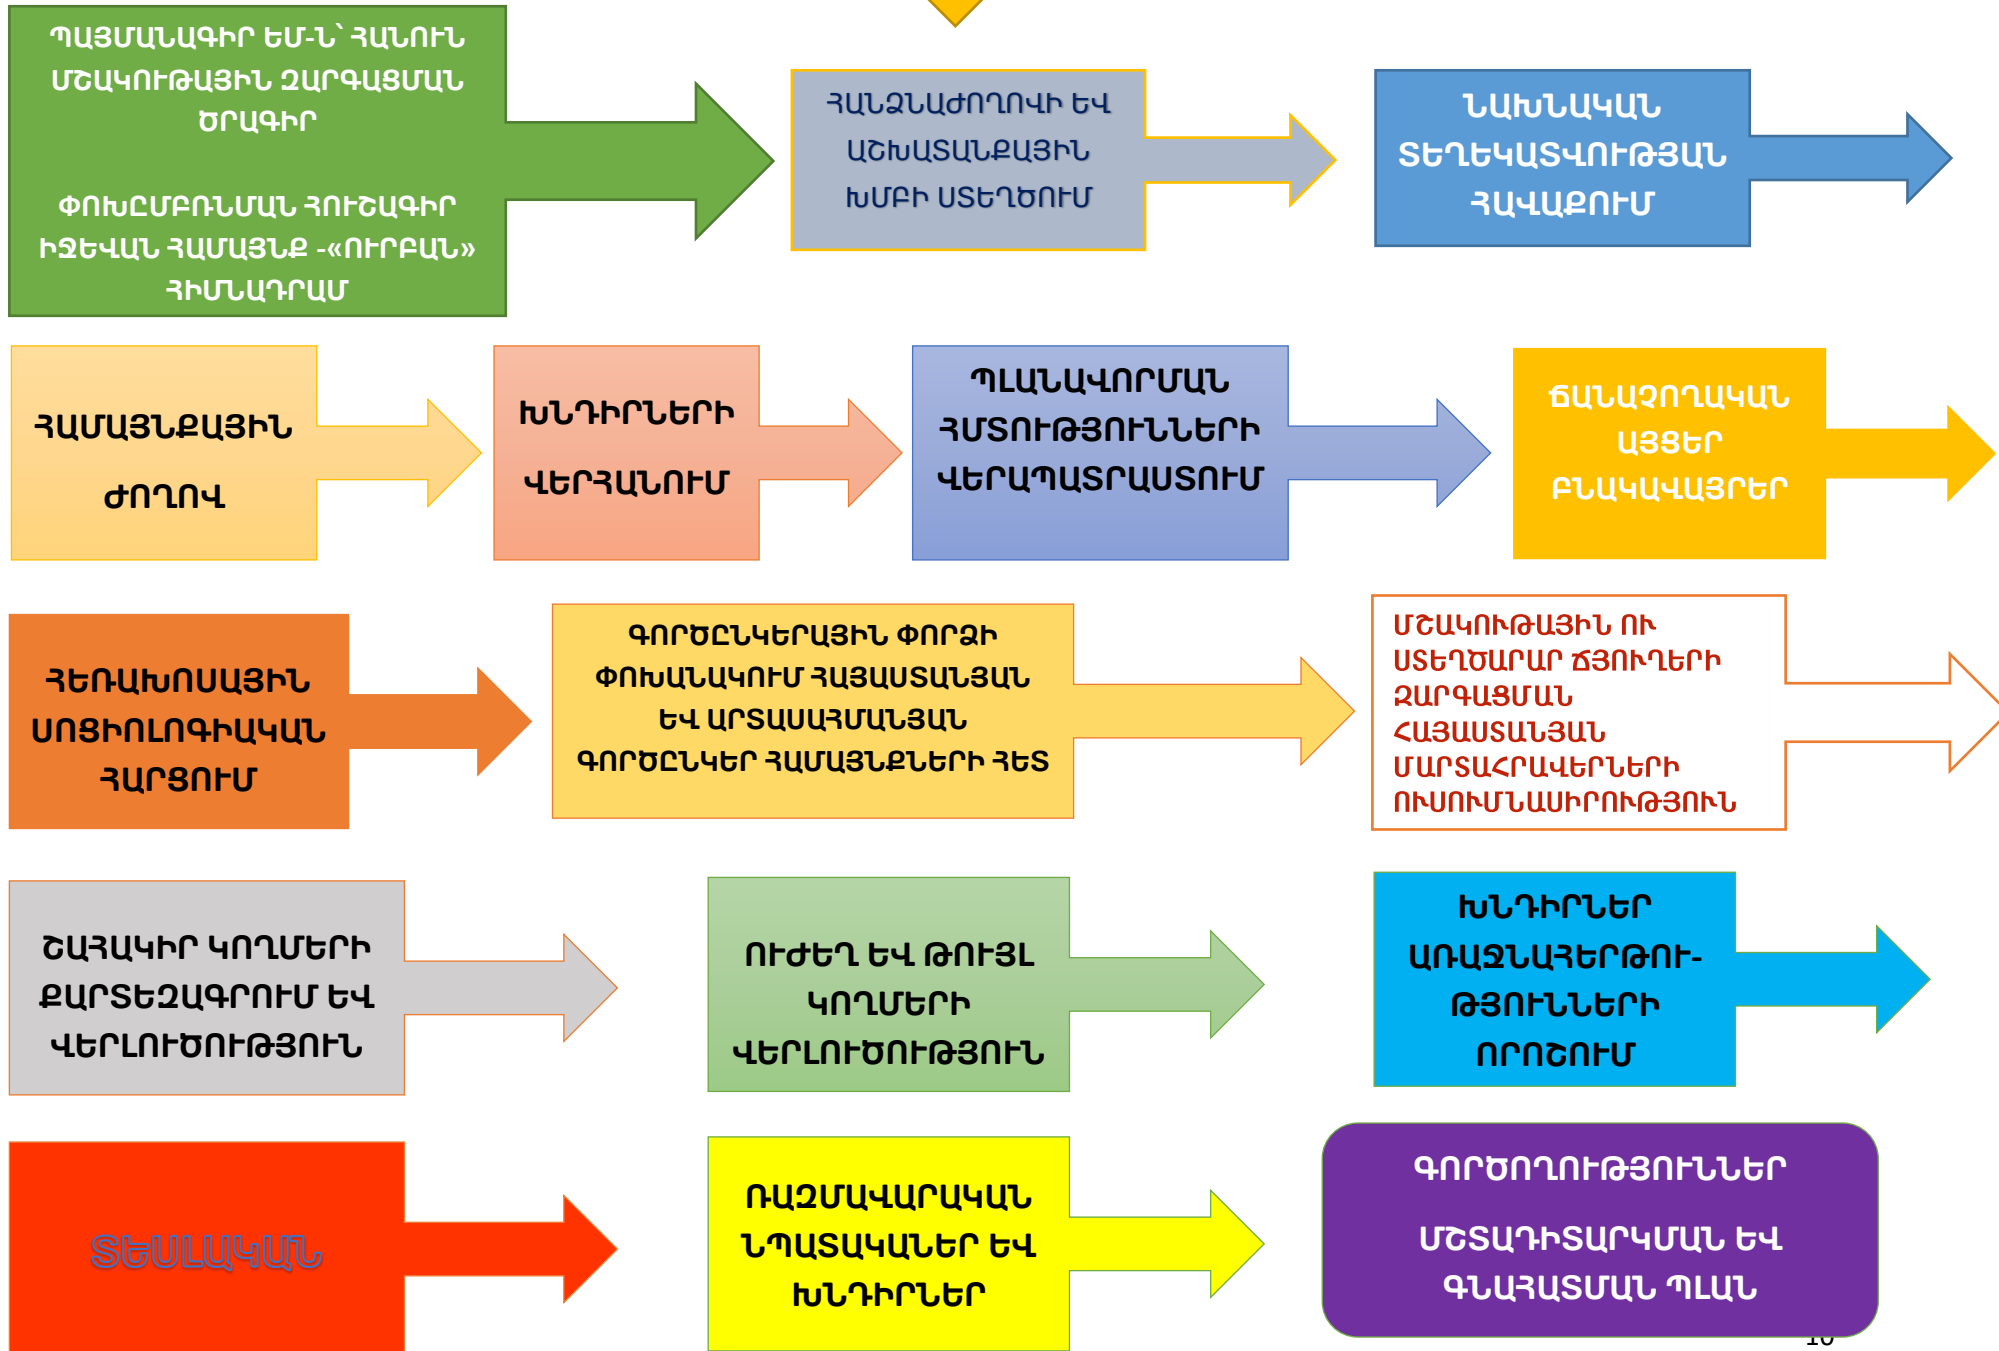 ՊԱՅՄԱՆԱԳԻՐ ԵՄ-Ն՝ ՀԱՆՈՒՆ
ՄՇԱԿՈՒԹԱՅԻՆ ԶԱՐԳԱՑՄԱՆ
ԾՐԱԳԻՐ
ՓՈԽԸՄԲՌՆՄԱՆ ՀՈՒՇԱԳԻՐ
ԻՋԵՎԱՆ ՀԱՄԱՅՆՔ -«ՈՒՐԲԱՆ»
ՀԻՄՆԱԴՐԱՄ
ՀԱՆՁՆԱԺՈՂՈՎԻ ԵՎ
ԱՇԽԱՏԱՆՔԱՅԻՆ
ԽՄԲԻ ՍՏԵՂԾՈՒՄ
ՆԱԽՆԱԿԱՆ
ՏԵՂԵԿԱՏՎՈՒԹՅԱՆ
ՀԱՎԱՔՈՒՄ
ՀԱՄԱՅՆՔԱՅԻՆ
ԺՈՂՈՎ
ԽՆԴԻՐՆԵՐԻ
ՎԵՐՀԱՆՈՒՄ
ՊԼԱՆԱՎՈՐՄԱՆ
ՀՄՏՈՒԹՅՈՒՆՆԵՐԻ
ՎԵՐԱՊԱՏՐԱՍՏՈՒՄ
ՃԱՆԱՉՈՂԱԿԱՆ
ԱՅՑԵՐ
ԲՆԱԿԱՎԱՅՐԵՐ
ՀԵՌԱԽՈՍԱՅԻՆ
ՍՈՑԻՈԼՈԳԻԱԿԱՆ
ՀԱՐՑՈՒՄ
ԳՈՐԾԸՆԿԵՐԱՅԻՆ ՓՈՐՁԻ
ՓՈԽԱՆԱԿՈՒՄ ՀԱՅԱՍՏԱՆՅԱՆ
ԵՎ ԱՐՏԱՍԱՀՄԱՆՅԱՆ
ԳՈՐԾԸՆԿԵՐ ՀԱՄԱՅՆՔՆԵՐԻ ՀԵՏ
ՄՇԱԿՈՒԹԱՅԻՆ ՈՒ
ՍՏԵՂԾԱՐԱՐ ՃՅՈՒՂԵՐԻ
ԶԱՐԳԱՑՄԱՆ
ՀԱՅԱՍՏԱՆՅԱՆ
ՄԱՐՏԱՀՐԱՎԵՐՆԵՐԻ
ՈՒՍՈՒՄՆԱՍԻՐՈՒԹՅՈՒՆ
ՇԱՀԱԿԻՐ ԿՈՂՄԵՐԻ
ՔԱՐՏԵԶԱԳՐՈՒՄ ԵՎ
ՎԵՐԼՈՒԾՈՒԹՅՈՒՆ
ՈՒԺԵՂ ԵՎ ԹՈՒՅԼ
ԿՈՂՄԵՐԻ
ՎԵՐԼՈՒԾՈՒԹՅՈՒՆ
ԽՆԴԻՐՆԵՐ
ԱՌԱՋՆԱՀԵՐԹՈՒ-
ԹՅՈՒՆՆԵՐԻ
ՈՐՈՇՈՒՄ
ՏԵՍԼԱԿԱՆ
ՌԱԶՄԱՎԱՐԱԿԱՆ
ՆՊԱՏԱԿԱՆԵՐ ԵՎ
ԽՆԴԻՐՆԵՐ
ԳՈՐԾՈՂՈՒԹՅՈՒՆՆԵՐ
ՄՇՏԱԴԻՏԱՐԿՄԱՆ ԵՎ
ԳՆԱՀԱՏՄԱՆ ՊԼԱՆ